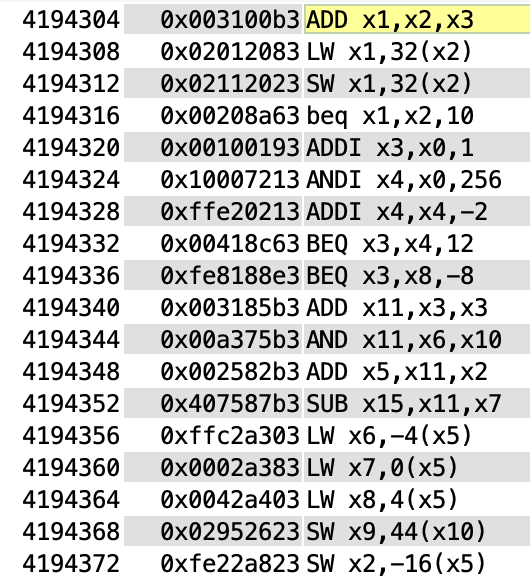 4194304 0x003100b3 ADD x1,x2,x3
4194308 0x02012083 LW x1,32(x2)
4194312 0x02112023 SW x1,32(x2)
4194316 0x00208a63 beq x1,x2,10
4194320 0x00100193 ADDI x3,x0,1
4194324 0x10007213 ANDI x4,x0,256
4194328 0xffe20213 ADDI x4,x4,-2
4194332 0x00418c63 BEQ x3,x4,12
4194336 0xfe8188e3 BEQ x3,x8,-8
4194340 0x003185b3 ADD x11,x3,x3
4194344 0x00a375b3 AND x11,x6,x10
4194348 0x002582b3 ADD x5,x11,x2
4194352 0x407587b3 SUB x15,x11,x7
4194356 0xffc2a303 LW x6,-4(x5)
4194360 0x0002a383 LW x7,0(x5)
4194364 0x0042a403 LW x8,4(x5)
4194368 0x02952623 SW x9,44(x10)
4194372 0xfe22a823 SW x2,-16(x5)